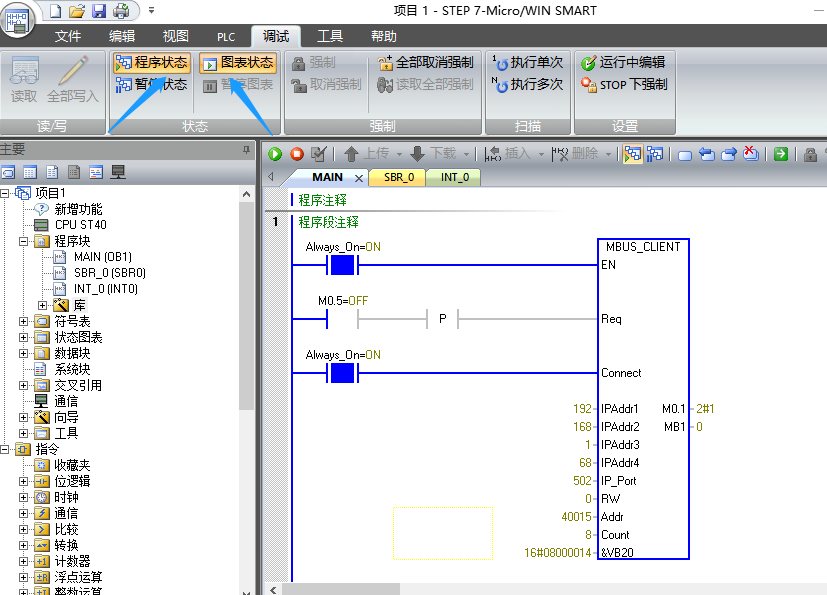 项目 1 - STEP 7-Micro/WIN SMART
文件 编辑 视图 PLC 调试 工具 帮助
读取 全部写入
读/写
程序状态 图表状态
暂停状态 暂停图表
状态
强制 全部取消强制
取消强制 读取全部强制
强制
执行单次
执行多次
扫描
运行中编辑
STOP 下强制
设置
主要
项目1
新增功能
CPU ST40
程序块
MAIN (OB1)
SBR_0 (SBR0)
INT_0 (INT0)
库
符号表
状态图表
数据块
系统块
交叉引用
通信
向导
工具
指令
收藏夹
位逻辑
时钟
通信
比较
转换
计数器
浮点运算
整数运算
上传 下载 插入 删除
MAIN SBR_0 INT_0
程序注释
1 程序段注释
Always_On=ON MBUS_CLIENT
EN
M0.5=OFF
P Req
Always_On=ON
Connect
192 IPAddr1 M0.1 2#1
168 IPAddr2 MB1 0
1 IPAddr3
68 IPAddr4
502 IP_Port
0 RW
40015 Addr
8 Count
16#08000014 &VB20